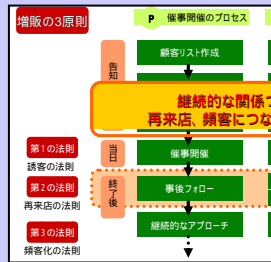 増販の3原則
P 催事開催のプロセス
告知
顧客リスト作成
継続的な関係
再来店、頻客につな
第1の法則
誘客の法則
当日
催事開催
第2の法則
再来店の法則
終了後
事後フォロー
第3の法則
頻客化の法則
継続的なアプローチ